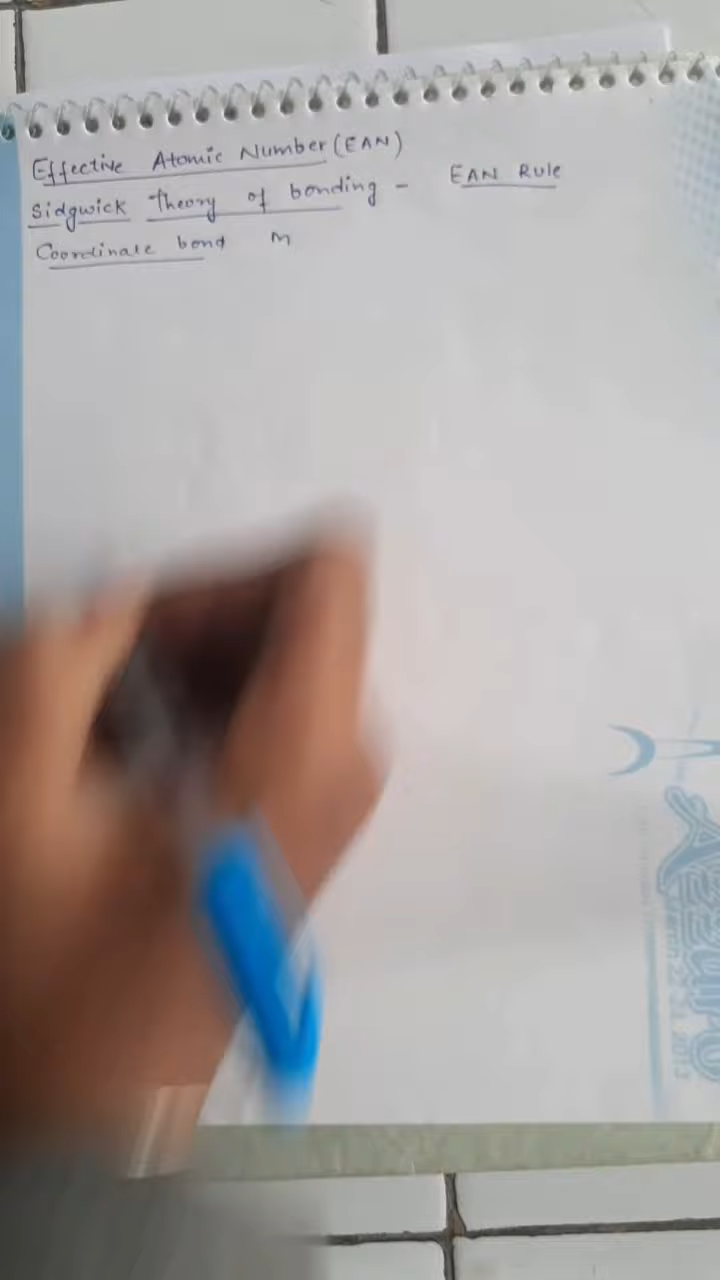 Effective Atomic Number (EAN)
Sidgwick Theory of bonding - EAN Rule
Coordinate bond M